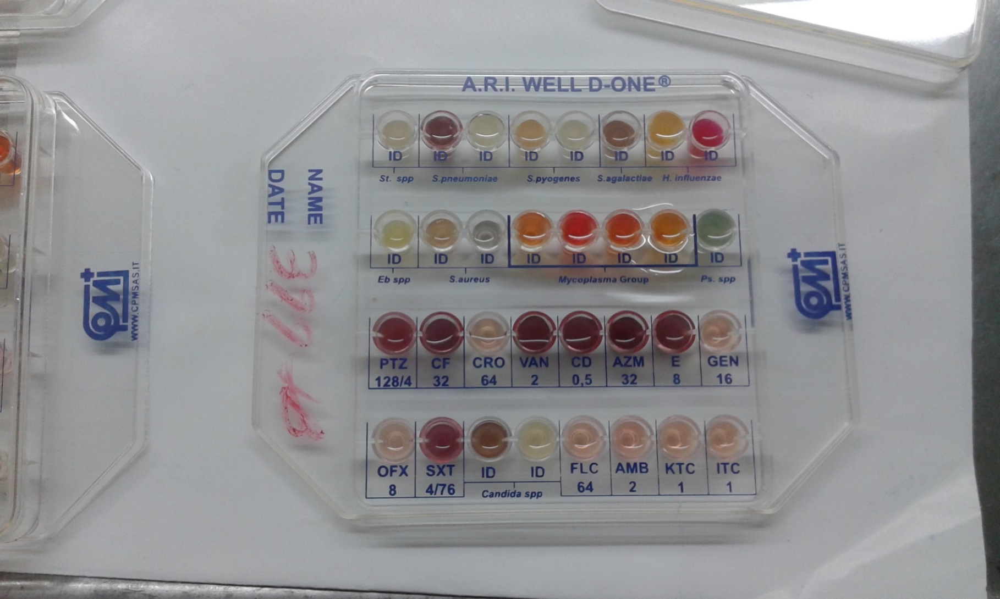 A.R.I. WELL D-ONE®
ID ID ID ID ID ID ID ID
St. spp S.pneumoniae S.pyogenes S.agalactiae H. influenzae
ID ID ID ID ID ID ID ID
Eb spp S.aureus Mycoplasma Group Ps. spp
PTZ CF CRO VAN CD AZM E GEN
128/4 32 64 2 0,5 32 8 16
OFX SXT ID ID FLC AMB KTC ITC
8 4/76 Candida spp 64 2 1 1
NAME
DATE
CPM
WWW.CPMSAS.IT
CPM
WWW.CPMSAS.IT